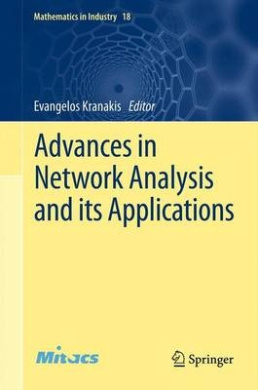 Mathematics in Industry 18
Evangelos Kranakis Editor
Advances in
Network Analysis
and its Applications
Mitacs
Springer